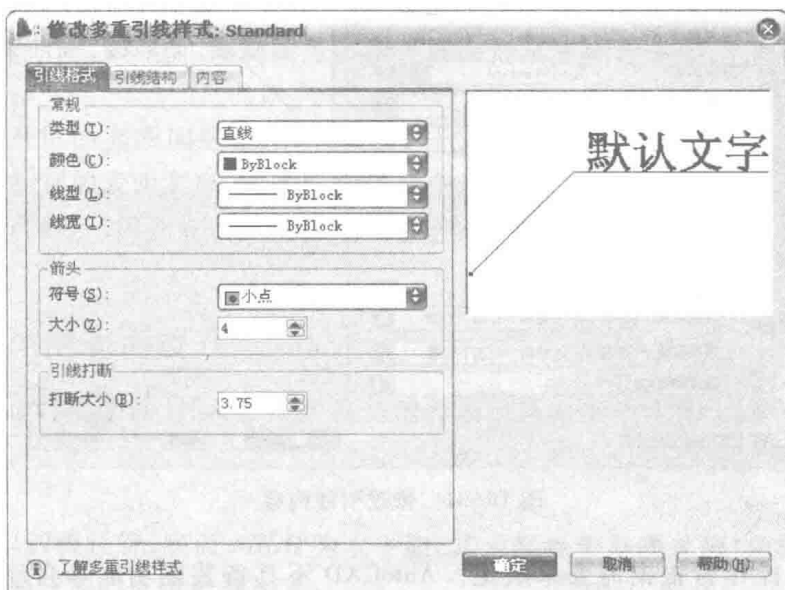 修改多重引线样式: Standard
引线格式 引线结构 内容
常规
类型(T): 直线
颜色(C): ByBlock
线型(L): ByBlock
线宽(I): ByBlock
箭头
符号(S): 小点
大小(Z): 4
引线打断
打断大小(B): 3.75
默认文字
了解多重引线样式
确定 取消 帮助(H)